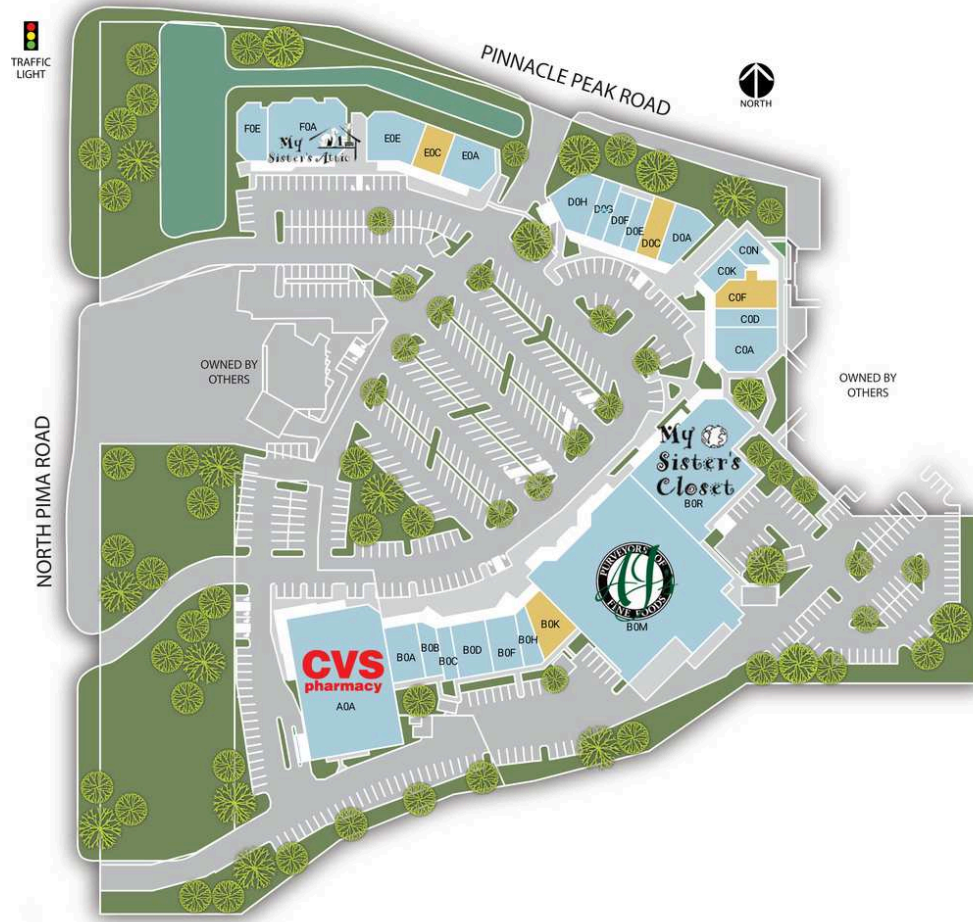 TRAFFIC
LIGHT
PINNACLE PEAK ROAD
NORTH
F0E
F0A
My
Sister's Attic
E0E
E0C
E0A
D0H
D0G
D0F
D0E
D0C
D0A
C0N
C0K
C0F
C0D
C0A
OWNED BY
OTHERS
OWNED BY
OTHERS
NORTH PIMA ROAD
My
Sister's
Closet
B0R
PURVEYORS OF
AJ
FINE FOODS
B0M
B0K
B0H
B0F
B0D
B0C
B0B
B0A
CVS
pharmacy
A0A